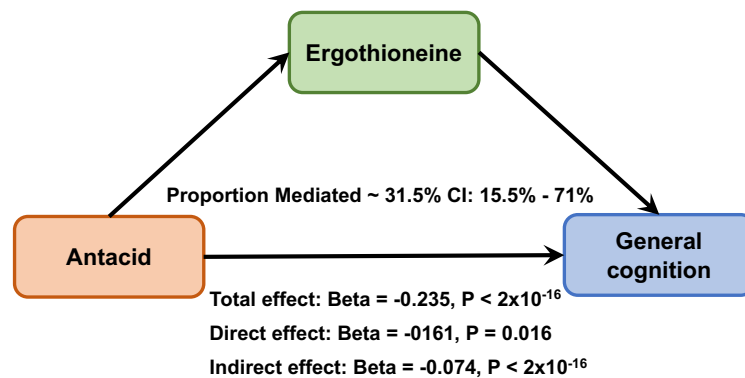 Ergothioneine
Proportion Mediated ~ 31.5% CI: 15.5% - 71%
Antacid
General
cognition
Total effect: Beta = -0.235, P < 2x10⁻¹⁶
Direct effect: Beta = -0161, P = 0.016
Indirect effect: Beta = -0.074, P < 2x10⁻¹⁶